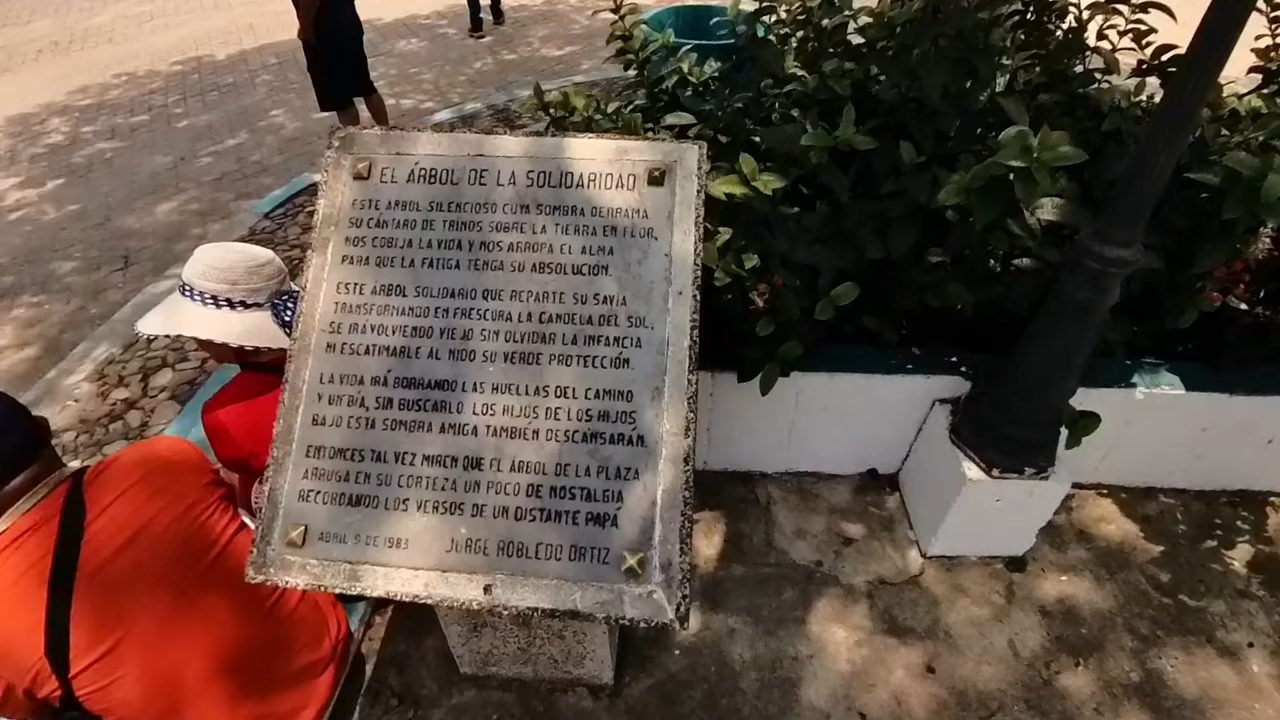 EL ÁRBOL DE LA SOLIDARIDAD
ESTE ARBOL SILENCIOSO CUYA SOMBRA DERRAMA
SU CÁNTARO DE TRINOS SOBRE LA TIERRA EN FLOR,
NOS COBIJA LA VIDA Y NOS ARROPA EL ALMA
PARA QUE LA FATIGA TENGA SU ABSOLUCIÓN.
ESTE ÁRBOL SOLIDARIO QUE REPARTE SU SAVIA
TRANSFORMANDO EN FRESCURA LA CANDELA DEL SOL,
SE IRÁ VOLVIENDO VIEJO SIN OLVIDAR LA INFANCIA
NI ESCATIMARLE AL NIDO SU VERDE PROTECCIÓN.
LA VIDA IRÁ BORRANDO LAS HUELLAS DEL CAMINO
Y UN DÍA, SIN BUSCARLO, LOS HIJOS DE LOS HIJOS
BAJO ESTA SOMBRA AMIGA TAMBIÉN DESCANSARÁN.
ENTONCES TAL VEZ MIREN QUE EL ÁRBOL DE LA PLAZA
ARRUGA EN SU CORTEZA UN POCO DE NOSTALGIA
RECORDANDO LOS VERSOS DE UN DISTANTE PAPÁ
ABRIL 9 DE 1983 JORGE ROBLEDO ORTIZ